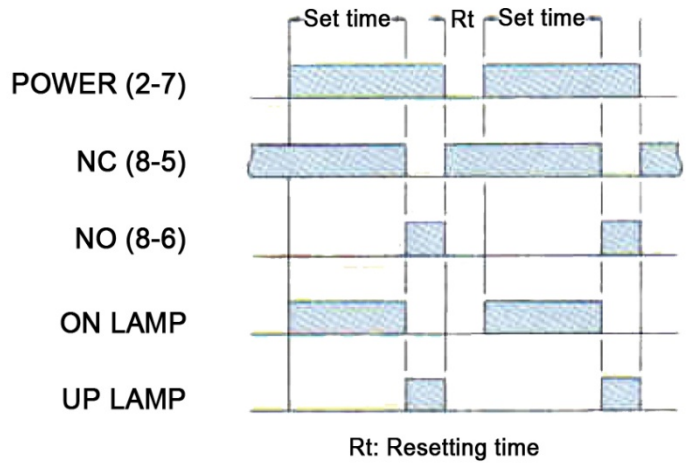 Set time Rt Set time
POWER (2-7)
NC (8-5)
NO (8-6)
ON LAMP
UP LAMP
Rt: Resetting time